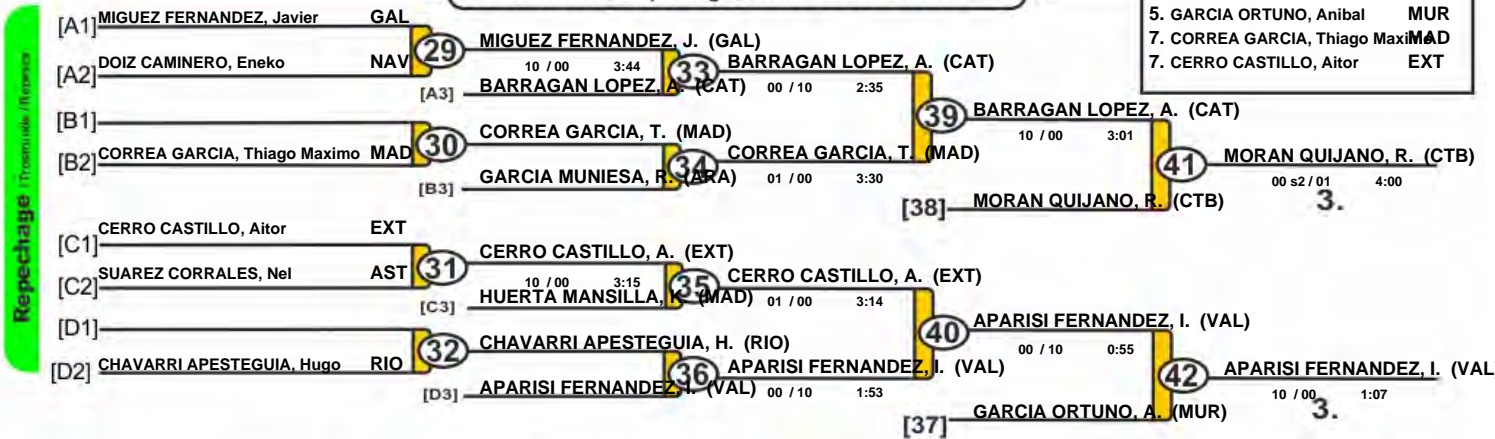 5. GARCIA ORTUNO, Anibal MUR
7. CORREA GARCIA, Thiago Maximo MAD
7. CERRO CASTILLO, Aitor EXT
Repechage
[A1] MIGUEZ FERNANDEZ, Javier GAL
29 MIGUEZ FERNANDEZ, J. (GAL)
[A2] DOIZ CAMINERO, Eneko NAV
10 / 00 3:44
33 BARRAGAN LOPEZ, A. (CAT)
[A3] BARRAGAN LOPEZ, A. (CAT)
00 / 10 2:35
[B1]
39 BARRAGAN LOPEZ, A. (CAT)
10 / 00 3:01
30 CORREA GARCIA, T. (MAD)
[B2] CORREA GARCIA, Thiago Maximo MAD
34 CORREA GARCIA, T. (MAD)
[B3] GARCIA MUNIESA, R. (ARA)
01 / 00 3:30
41 MORAN QUIJANO, R. (CTB)
00 s2 / 01 4:00
3.
[38] MORAN QUIJANO, R. (CTB)
[C1] CERRO CASTILLO, Aitor EXT
31 CERRO CASTILLO, A. (EXT)
[C2] SUAREZ CORRALES, Nel AST
10 / 00 3:15
35 CERRO CASTILLO, A. (EXT)
[C3] HUERTA MANSILLA, K. (MAD)
01 / 00 3:14
[D1]
40 APARISI FERNANDEZ, I. (VAL)
00 / 10 0:55
32 CHAVARRI APESTEGUIA, H. (RIO)
[D2] CHAVARRI APESTEGUIA, Hugo RIO
36 APARISI FERNANDEZ, I. (VAL)
[D3] APARISI FERNANDEZ, I. (VAL)
00 / 10 1:53
42 APARISI FERNANDEZ, I. (VAL
10 / 00 1:07
3.
[37] GARCIA ORTUNO, A. (MUR)